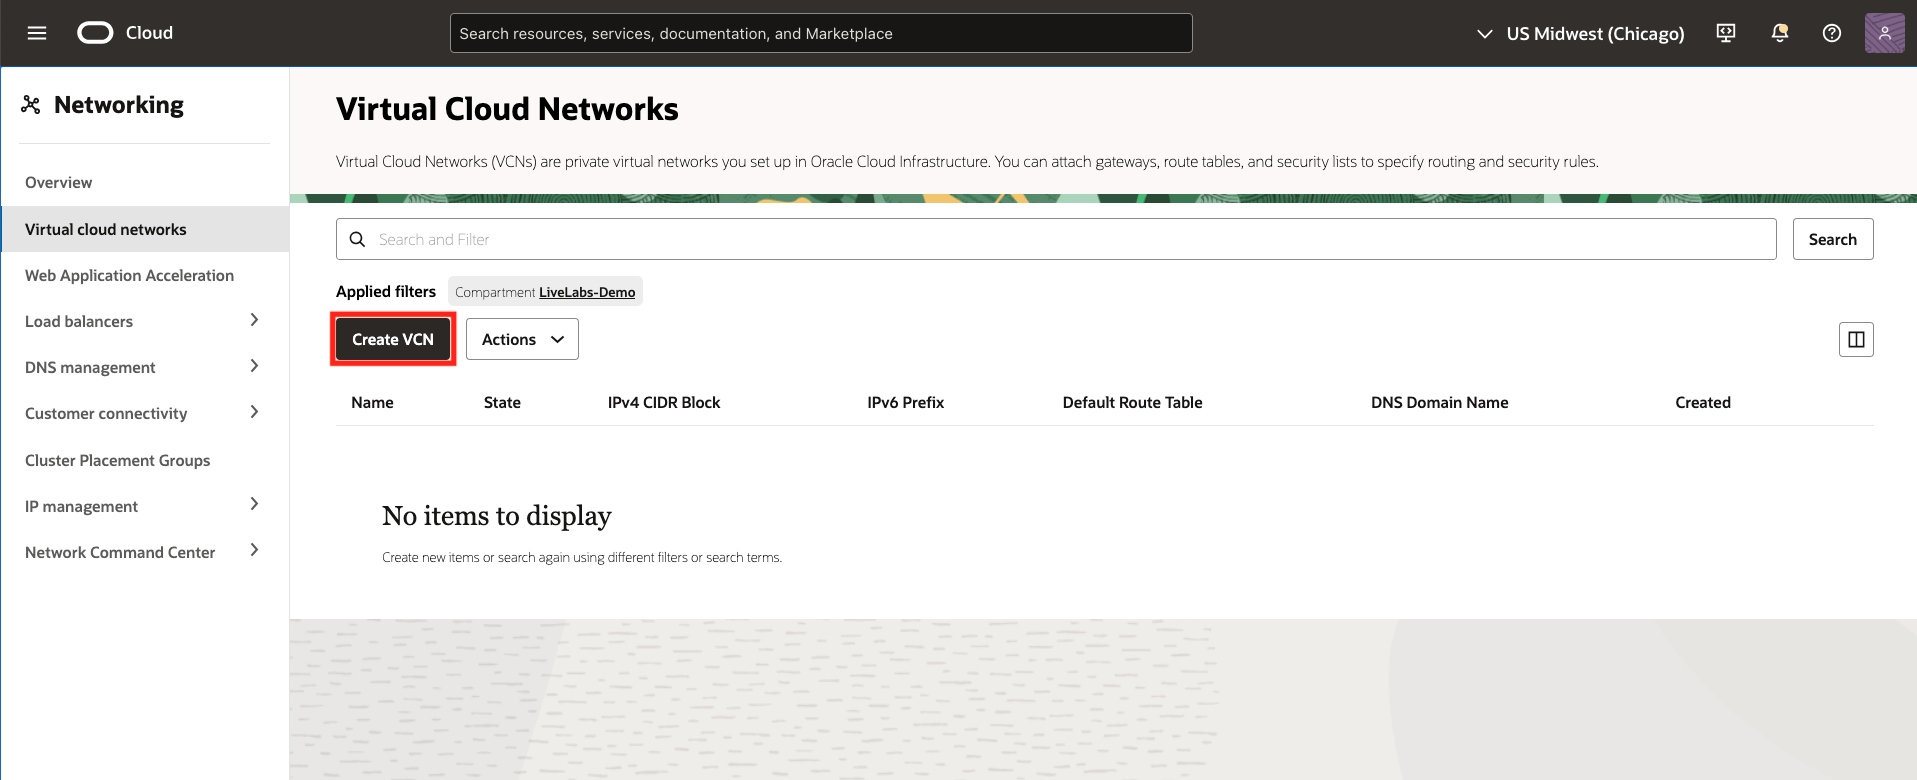 Cloud
Search resources, services, documentation, and Marketplace
US Midwest (Chicago)
Networking
Overview
Virtual cloud networks
Web Application Acceleration
Load balancers
DNS management
Customer connectivity
Cluster Placement Groups
IP management
Network Command Center
Virtual Cloud Networks
Virtual Cloud Networks (VCNs) are private virtual networks you set up in Oracle Cloud Infrastructure. You can attach gateways, route tables, and security lists to specify routing and security rules.
Search and Filter
Search
Applied filters Compartment LiveLabs-Demo
Create VCN Actions
Name State IPv4 CIDR Block IPv6 Prefix Default Route Table DNS Domain Name Created
No items to display
Create new items or search again using different filters or search terms.